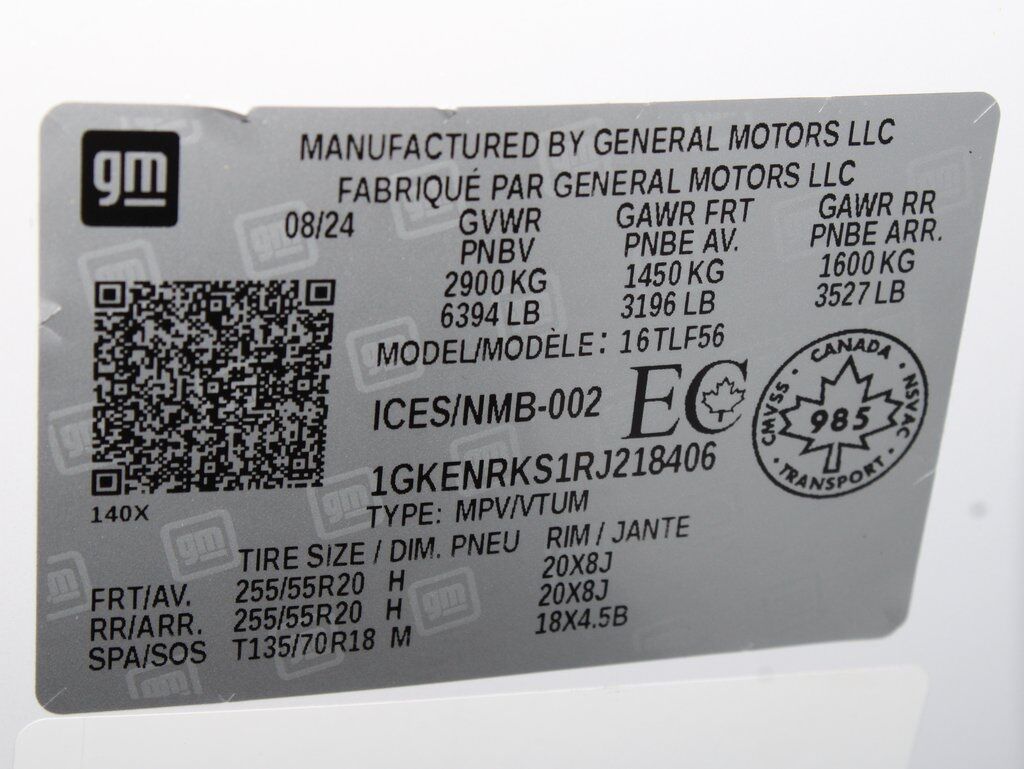 gm
MANUFACTURED BY GENERAL MOTORS LLC
FABRIQUÉ PAR GENERAL MOTORS LLC
08/24 GVWR GAWR FRT GAWR RR
PNBV PNBE AV. PNBE ARR.
2900 KG 1450 KG 1600 KG
6394 LB 3196 LB 3527 LB
MODEL/MODÈLE: 16TLF56
ICES/NMB-002 EC
CANADA
CMVSS · NSVAC
985
TRANSPORT
1GKENRKS1RJ218406
140X
TYPE: MPV/VTUM
TIRE SIZE / DIM. PNEU RIM / JANTE
FRT/AV. 255/55R20 H 20X8J
RR/ARR. 255/55R20 H 20X8J
SPA/SOS T135/70R18 M 18X4.5B